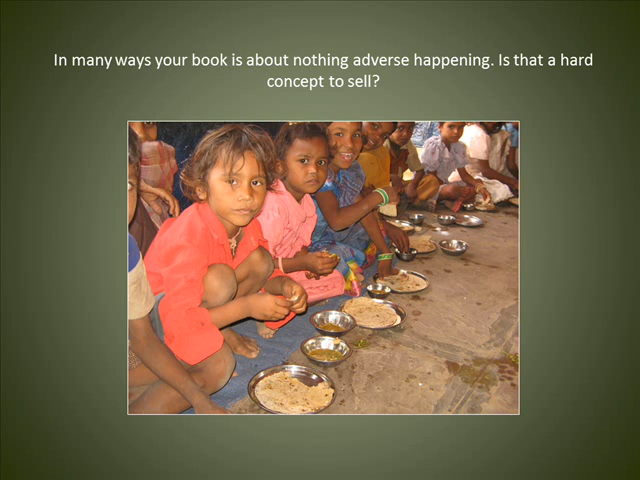 In many ways your book is about nothing adverse happening. Is that a hard
concept to sell?